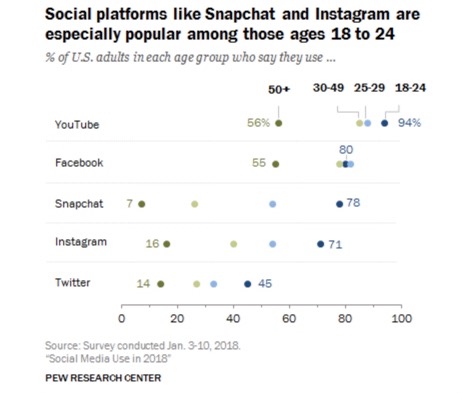 Social platforms like Snapchat and Instagram are
especially popular among those ages 18 to 24
% of U.S. adults in each age group who say they use ...
50+ 30-49 25-29 18-24
YouTube 56% 94%
80
Facebook 55
Snapchat 7 78
Instagram 16 71
Twitter 14 45
0 20 40 60 80 100
Source: Survey conducted Jan. 3-10, 2018.
"Social Media Use in 2018"
PEW RESEARCH CENTER